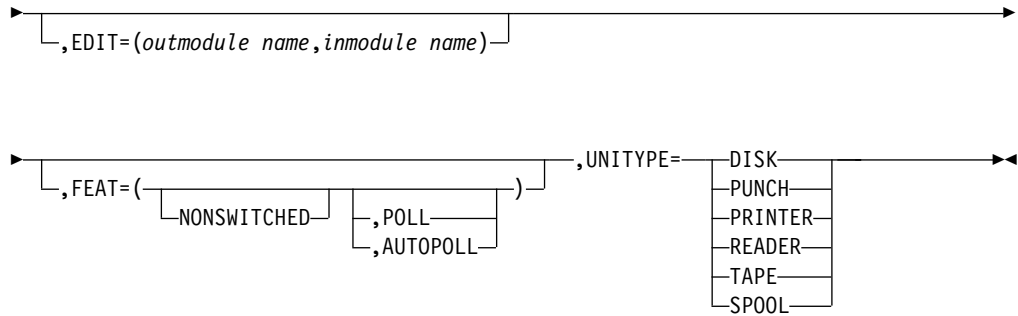 ,EDIT=(outmodule name,inmodule name)
,FEAT=( ) ,UNITYPE= DISK
NONSWITCHED ,POLL PUNCH
,AUTOPOLL PRINTER
READER
TAPE
SPOOL